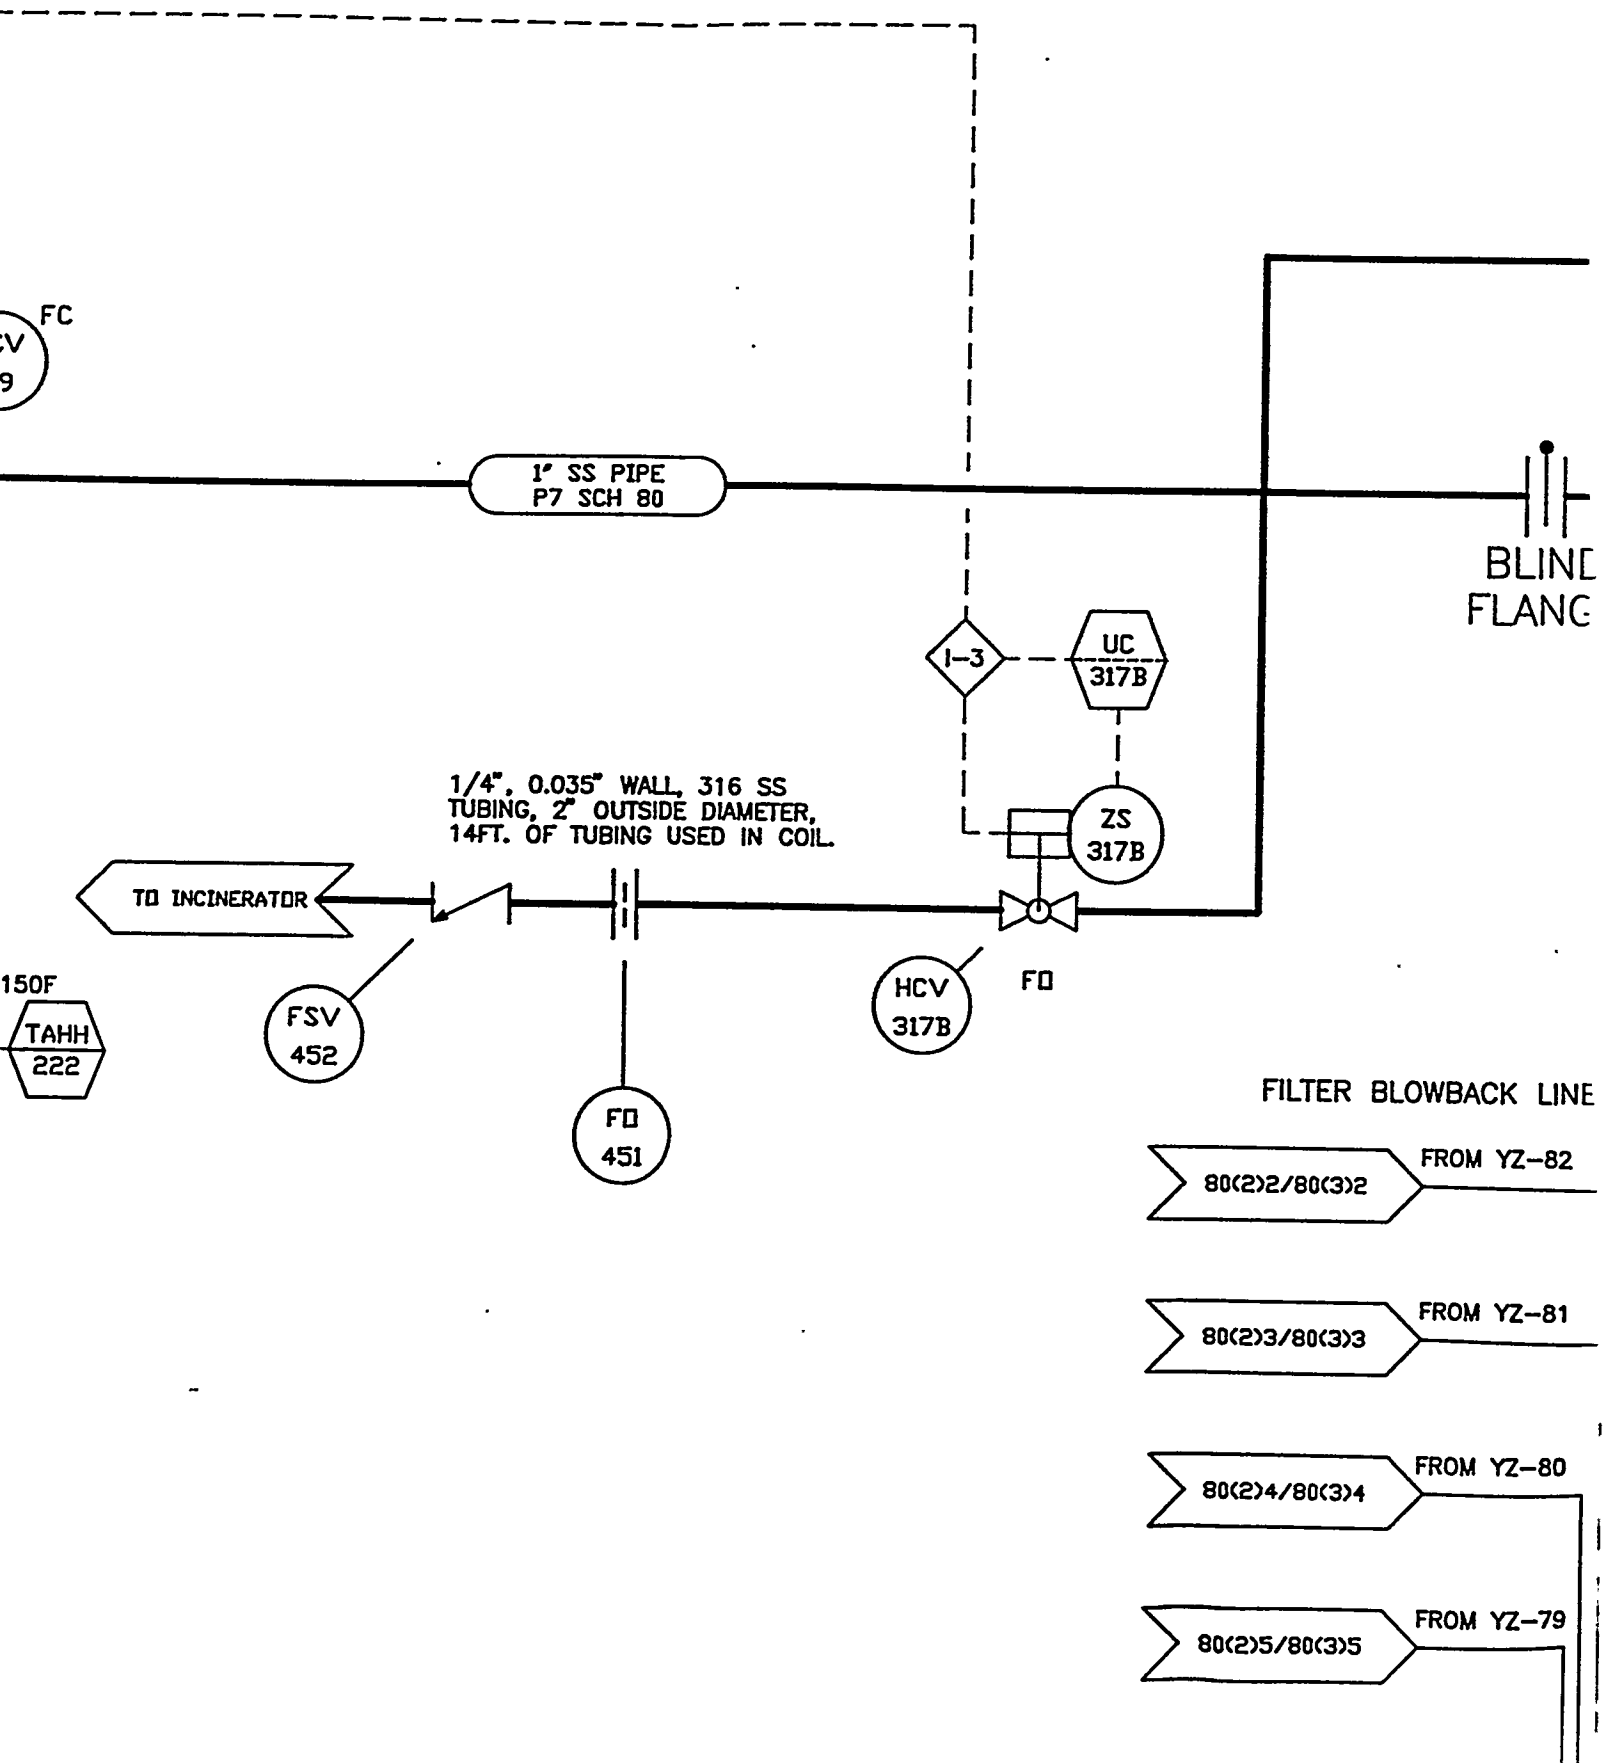 FC
CV
9
1" SS PIPE
P7 SCH 80
FLANG
I-3
UC
317B
ZS
317B
1/4", 0.035" WALL, 316 SS
TUBING, 2" OUTSIDE DIAMETER,
14FT. OF TUBING USED IN COIL.
TO INCINERATOR
HCV
317B
FO
150F
TAHH
222
FSV
452
FO
451
FILTER BLOWBACK LINE
80(2)2/80(3)2
FROM YZ-82
80(2)3/80(3)3
FROM YZ-81
80(2)4/80(3)4
FROM YZ-80
80(2)5/80(3)5
FROM YZ-79